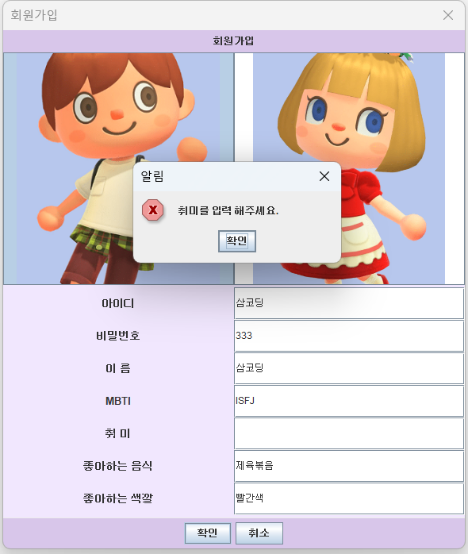 회원가입
회원가입
알림
X
취미를 입력 해주세요.
확인
아이디 삼코딩
비밀번호 333
이 름 삼코딩
MBTI ISFJ
취 미
좋아하는 음식 제육볶음
좋아하는 색깔 빨간색
확인 취소